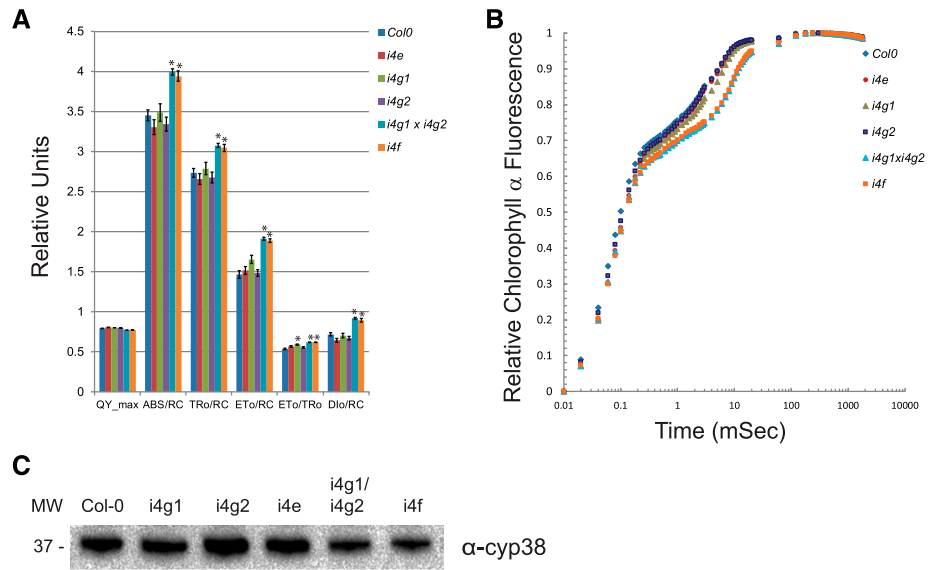 A
Relative Units
4.5
4
3.5
3
2.5
2
1.5
1
0.5
0
* *
* *
* *
* **
* *
QY_max ABS/RC TRo/RC ETo/RC ETo/TRo DIo/RC
Col0
i4e
i4g1
i4g2
i4g1 x i4g2
i4f
B
Relative Chlorophyll α Fluorescence
1
0.9
0.8
0.7
0.6
0.5
0.4
0.3
0.2
0.1
0
0.01 0.1 1 10 100 1000 10000
Time (mSec)
Col0
i4e
i4g1
i4g2
i4g1xi4g2
i4f
C
MW Col-0 i4g1 i4g2 i4e i4g1/ i4f
i4g2
37 - α-cyp38